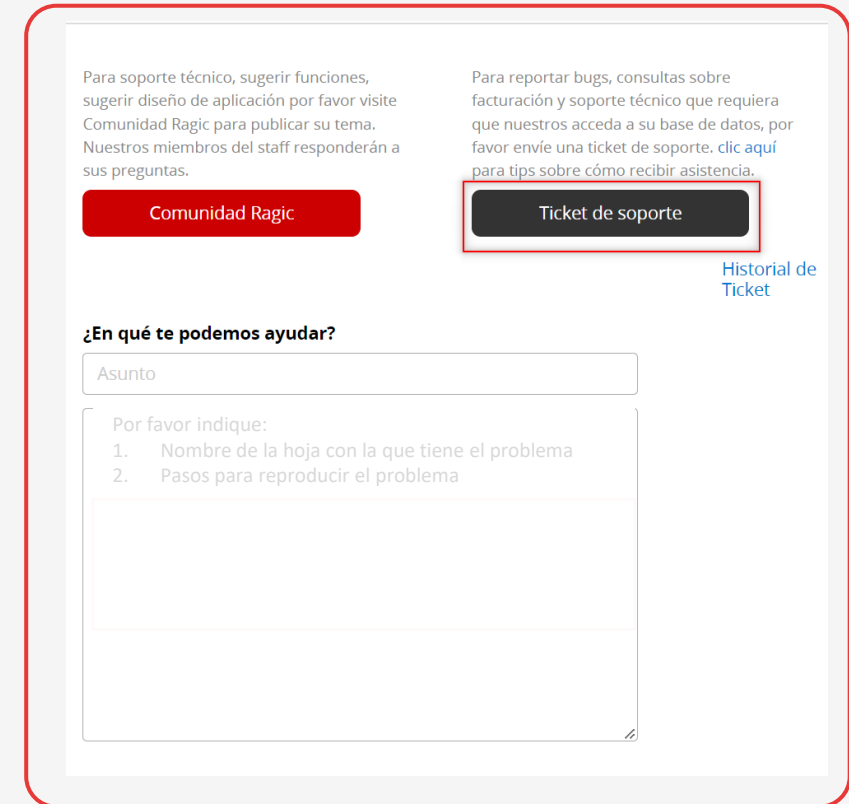 Para soporte técnico, sugerir funciones,
sugerir diseño de aplicación por favor visite
Comunidad Ragic para publicar su tema.
Nuestros miembros del staff responderán a
sus preguntas.
Comunidad Ragic
Para reportar bugs, consultas sobre
facturación y soporte técnico que requiera
que nuestros acceda a su base de datos, por
favor envíe una ticket de soporte. clic aquí
para tips sobre cómo recibir asistencia.
Ticket de soporte
Historial de
Ticket
¿En qué te podemos ayudar?
Asunto
Por favor indique:
1. Nombre de la hoja con la que tiene el problema
2. Pasos para reproducir el problema